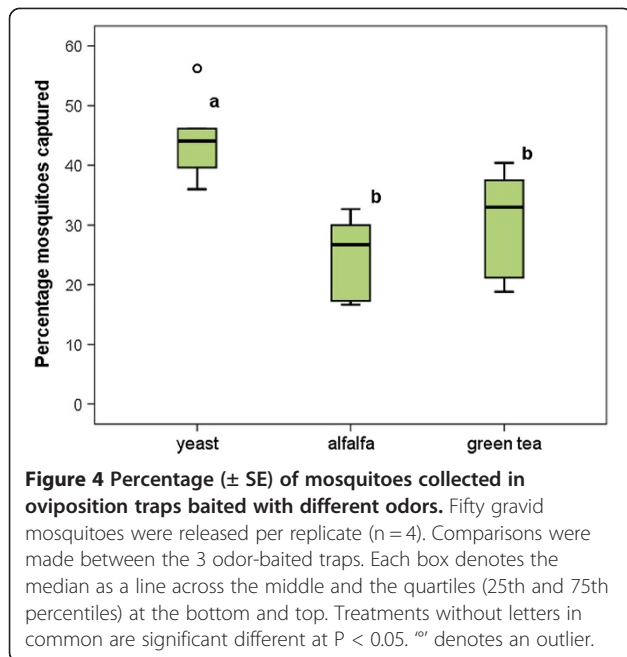 60
50
40
30
20
10
0
Percentage mosquitoes captured
a
b
b
yeast alfalfa green tea
Figure 4 Percentage (± SE) of mosquitoes collected in
oviposition traps baited with different odors. Fifty gravid
mosquitoes were released per replicate (n = 4). Comparisons were
made between the 3 odor-baited traps. Each box denotes the
median as a line across the middle and the quartiles (25th and 75th
percentiles) at the bottom and top. Treatments without letters in
common are significant different at P < 0.05. “°” denotes an outlier.